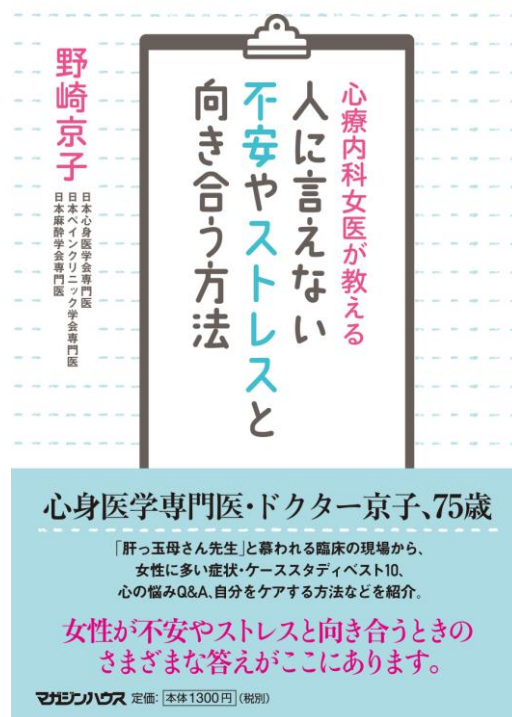 心療内科女医が教える
人に言えない
不安やストレスと
向き合う方法
野崎京子
日本心身医学会専門医
日本ペインクリニック学会専門医
日本麻酔学会専門医
心身医学専門医・ドクター京子、75歳
「肝っ玉母さん先生」と慕われる臨床の現場から、
女性に多い症状・ケーススタディベスト10、
心の悩みQ&A、自分をケアする方法などを紹介。
女性が不安やストレスと向き合うときの
さまざまな答えがここにあります。
マガジンハウス 定価:本体1300円(税別)